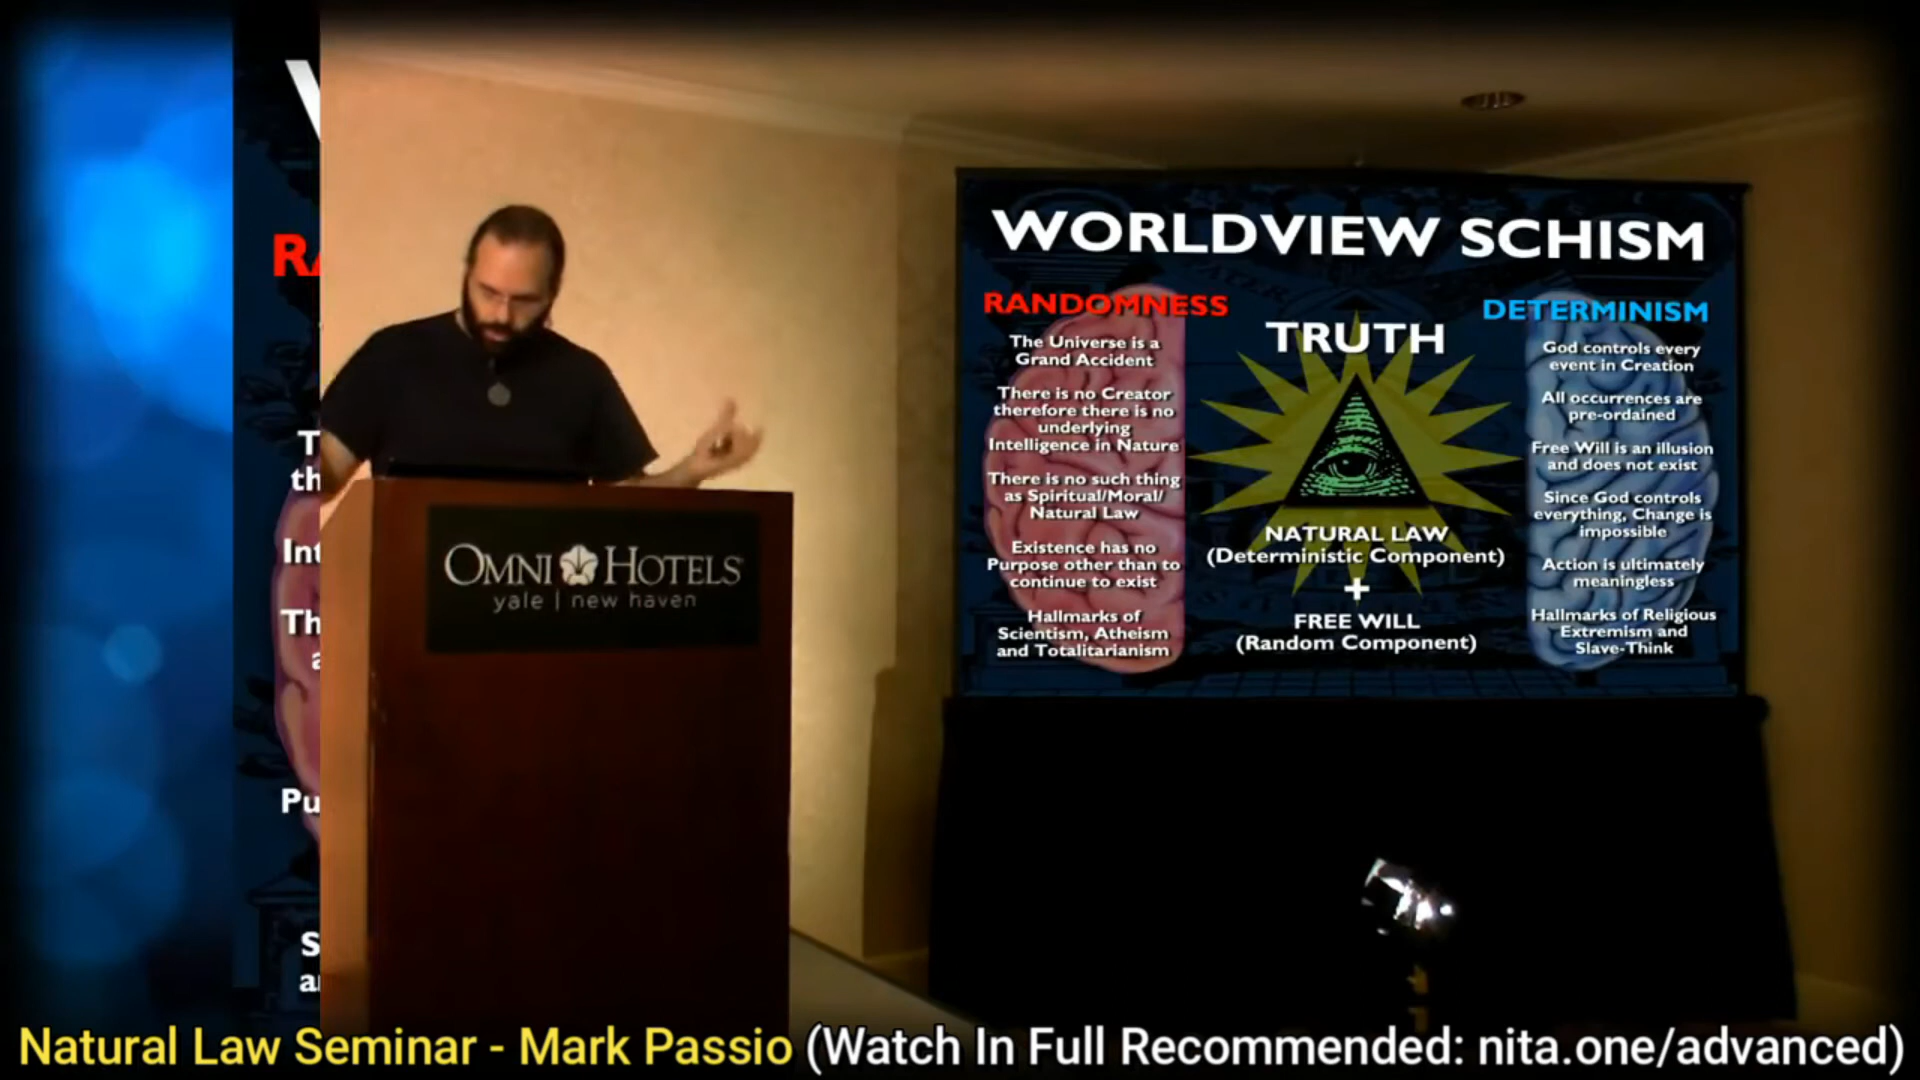 WORLDVIEW SCHISM
RANDOMNESS
The Universe is a
Grand Accident
There is no Creator
therefore there is no
underlying
Intelligence in Nature
There is no such thing
as Spiritual/Moral/
Natural Law
Existence has no
Purpose other than to
continue to exist
Hallmarks of
Scientism, Atheism
and Totalitarianism
TRUTH
NATURAL LAW
(Deterministic Component)
+
FREE WILL
(Random Component)
DETERMINISM
God controls every
event in Creation
All occurrences are
pre-ordained
Free Will is an illusion
and does not exist
Since God controls
everything, Change is
impossible
Action is ultimately
meaningless
Hallmarks of Religious
Extremism and
Slave-Think
OMNI HOTELS
yale | new haven
Natural Law Seminar - Mark Passio (Watch In Full Recommended: nita.one/advanced)